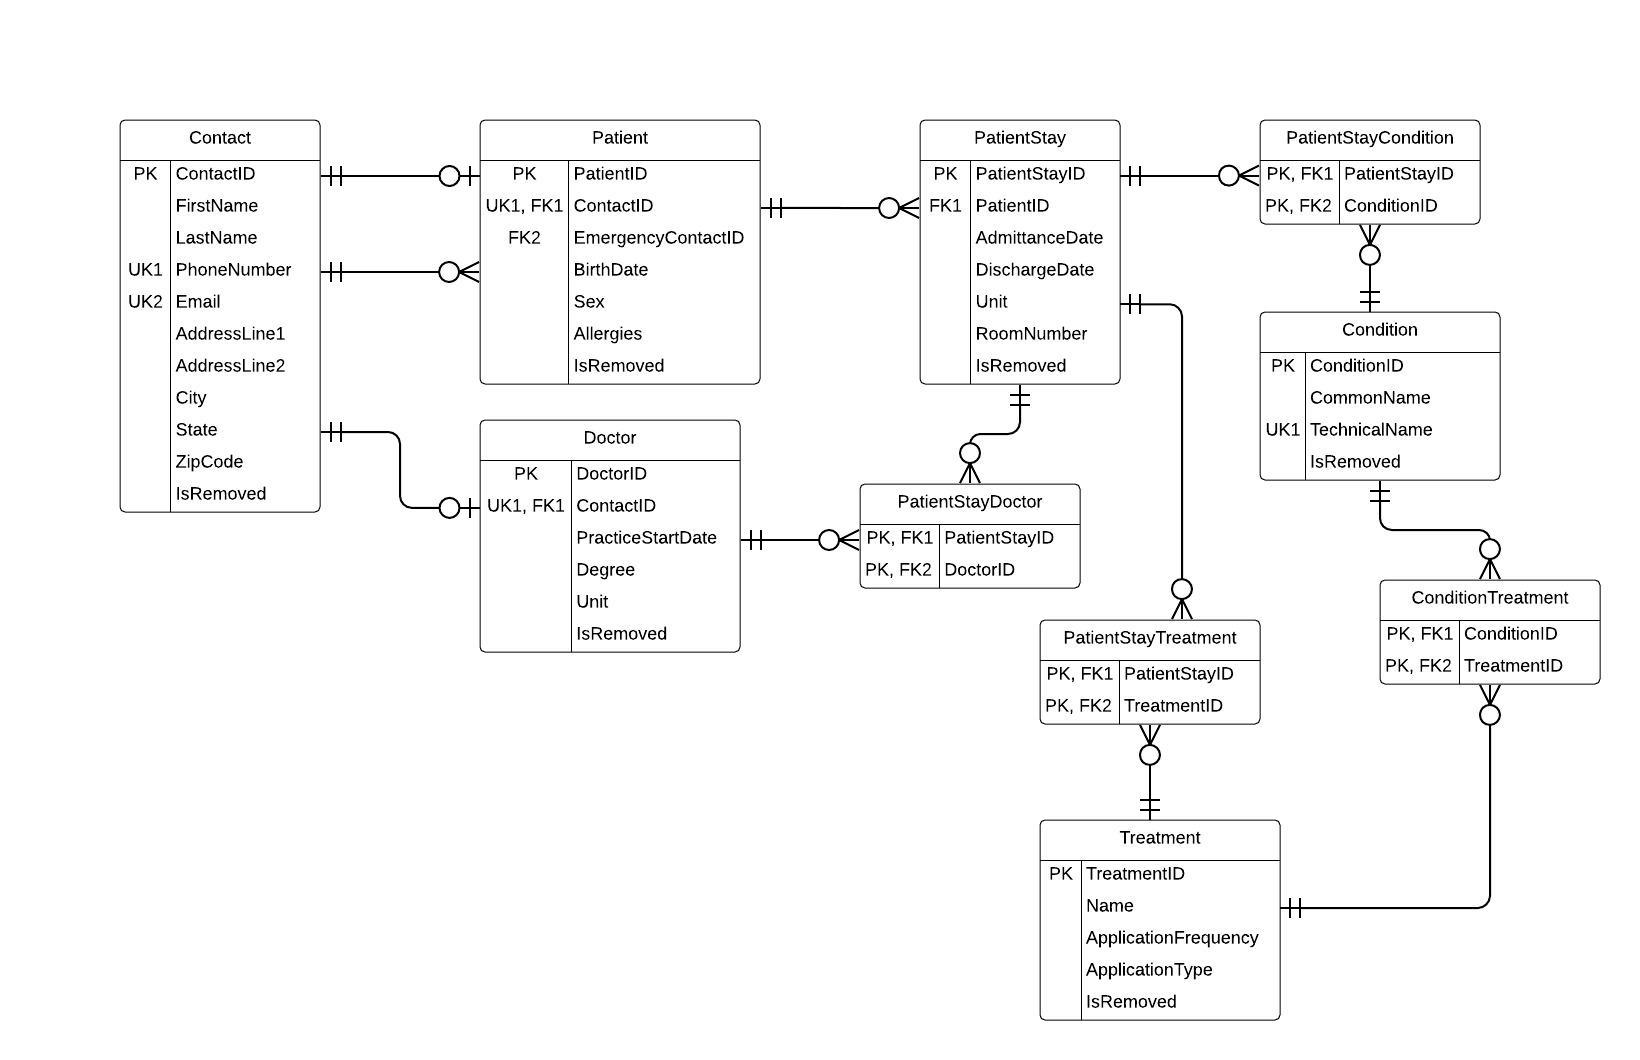 Contact
PK ContactID
FirstName
LastName
UK1 PhoneNumber
UK2 Email
AddressLine1
AddressLine2
City
State
ZipCode
IsRemoved
Patient
PK PatientID
UK1, FK1 ContactID
FK2 EmergencyContactID
BirthDate
Sex
Allergies
IsRemoved
Doctor
PK DoctorID
UK1, FK1 ContactID
PracticeStartDate
Degree
Unit
IsRemoved
PatientStay
PK PatientStayID
FK1 PatientID
AdmittanceDate
DischargeDate
Unit
RoomNumber
IsRemoved
PatientStayDoctor
PK, FK1 PatientStayID
PK, FK2 DoctorID
PatientStayCondition
PK, FK1 PatientStayID
PK, FK2 ConditionID
Condition
PK ConditionID
CommonName
UK1 TechnicalName
IsRemoved
ConditionTreatment
PK, FK1 ConditionID
PK, FK2 TreatmentID
PatientStayTreatment
PK, FK1 PatientStayID
PK, FK2 TreatmentID
Treatment
PK TreatmentID
Name
ApplicationFrequency
ApplicationType
IsRemoved